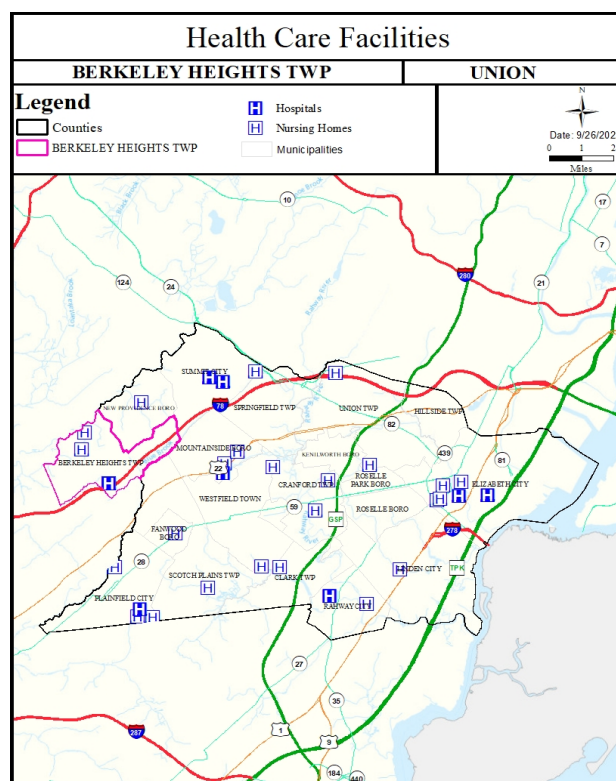 Health Care Facilities
BERKELEY HEIGHTS TWP
UNION
Legend
Counties
BERKELEY HEIGHTS TWP
Hospitals
Nursing Homes
Municipalities
N
Date: 9/26/202
0 1 2
Miles
10
17
7
280
21
124
24
SUMMIT CITY
78
NEW PROVIDENCE BORO
SPRINGFIELD TWP
UNION TWP
HILLSIDE TWP
82
MOUNTAINSIDE BORO
KENILWORTH BORO
439
81
BERKELEY HEIGHTS TWP
22
CRANFORD TWP
ROSELLE
PARK BORO
ELIZABETH CITY
WESTFIELD TOWN
59
GSP
ROSELLE BORO
278
FANWOOD
BORO
28
SCOTCH PLAINS TWP
CLARK TWP
LINDEN CITY
TPK
PLAINFIELD CITY
RAHWAY CITY
27
35
287
1
9
184
440